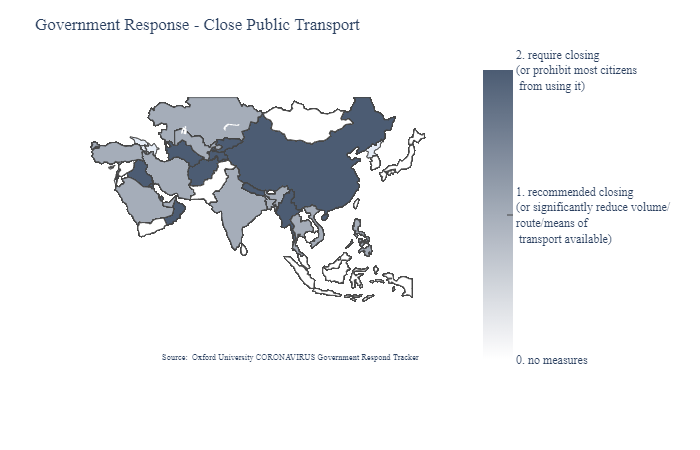 Government Response - Close Public Transport
2. require closing
(or prohibit most citizens
from using it)
1. recommended closing
(or significantly reduce volume/
route/means of
transport available)
0. no measures
Source: Oxford University CORONAVIRUS Government Respond Tracker